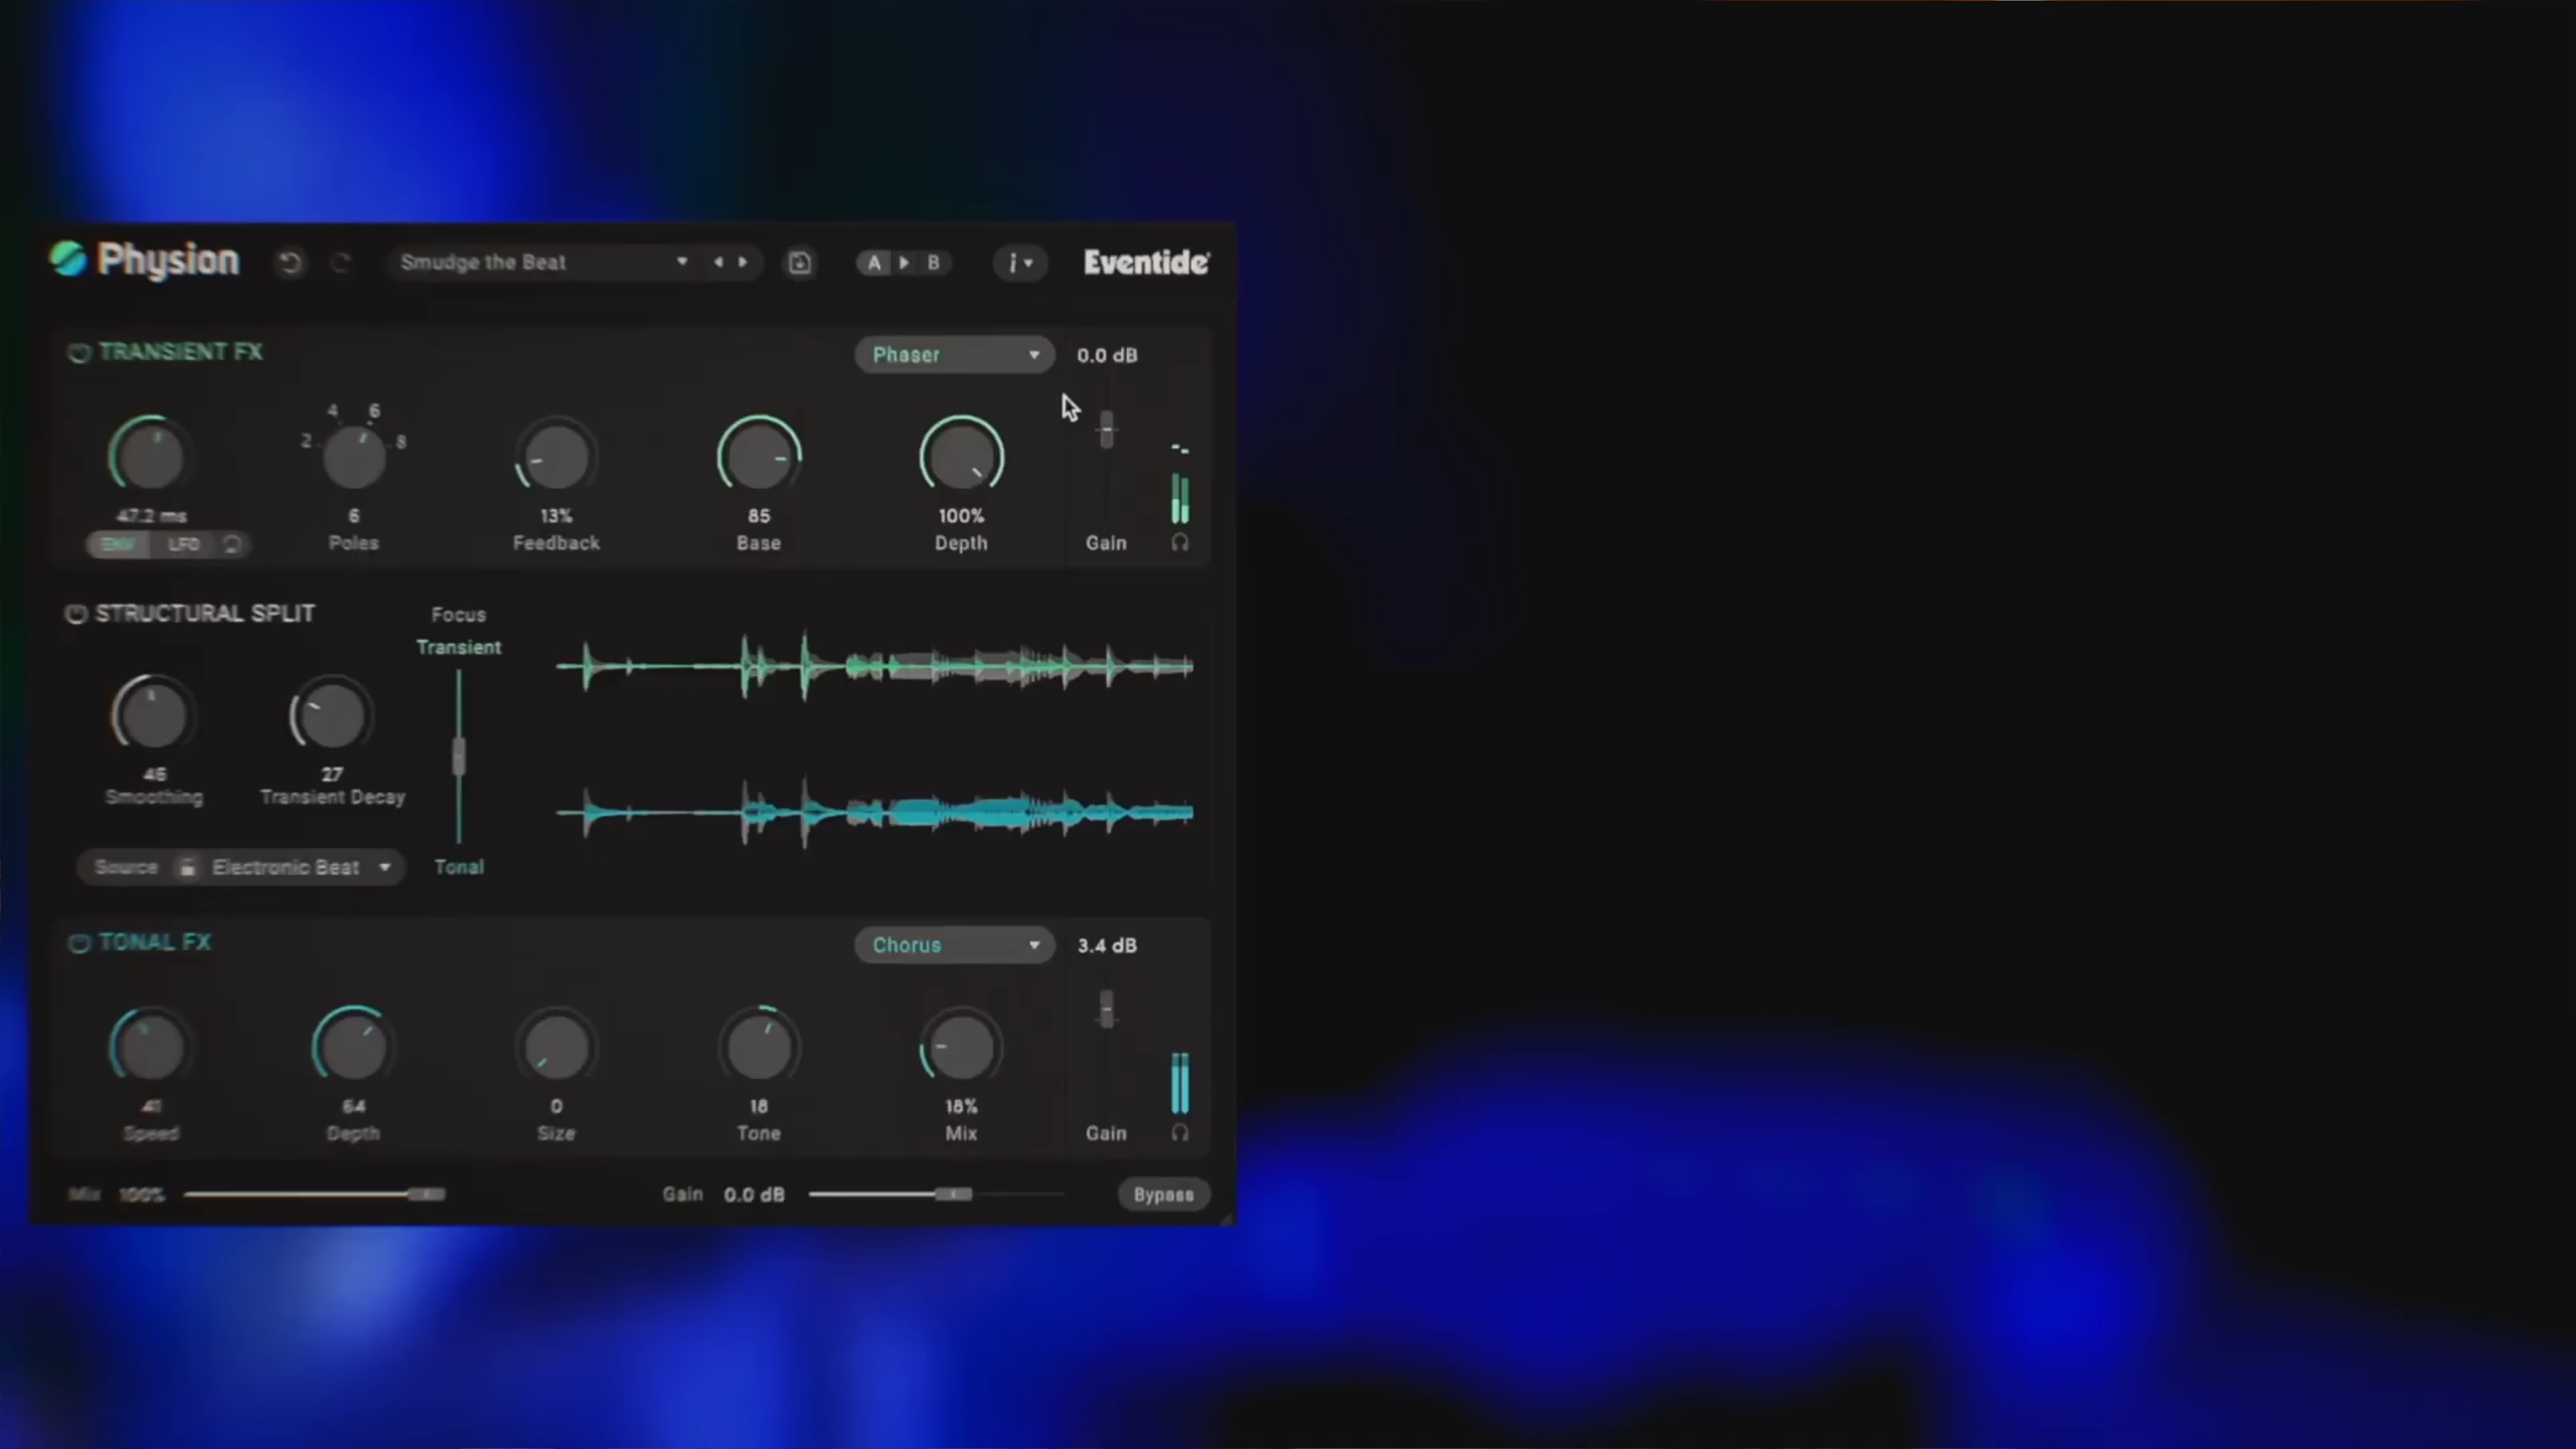 Physion
Smudge the Beat
A
B
i
Eventide
TRANSIENT FX
Phaser
0.0 dB
4 6
2 8
47.2 ms
6
13%
85
100%
ENV LFO
Poles
Feedback
Base
Depth
Gain
STRUCTURAL SPLIT
Focus
Transient
27
Smoothing
Transient Decay
Source Electronic Beat
Tonal
TONAL FX
Chorus
3.4 dB
41
64
0
18
18%
Speed
Depth
Size
Tone
Mix
Gain
Mix 100%
Gain 0.0 dB
Bypass